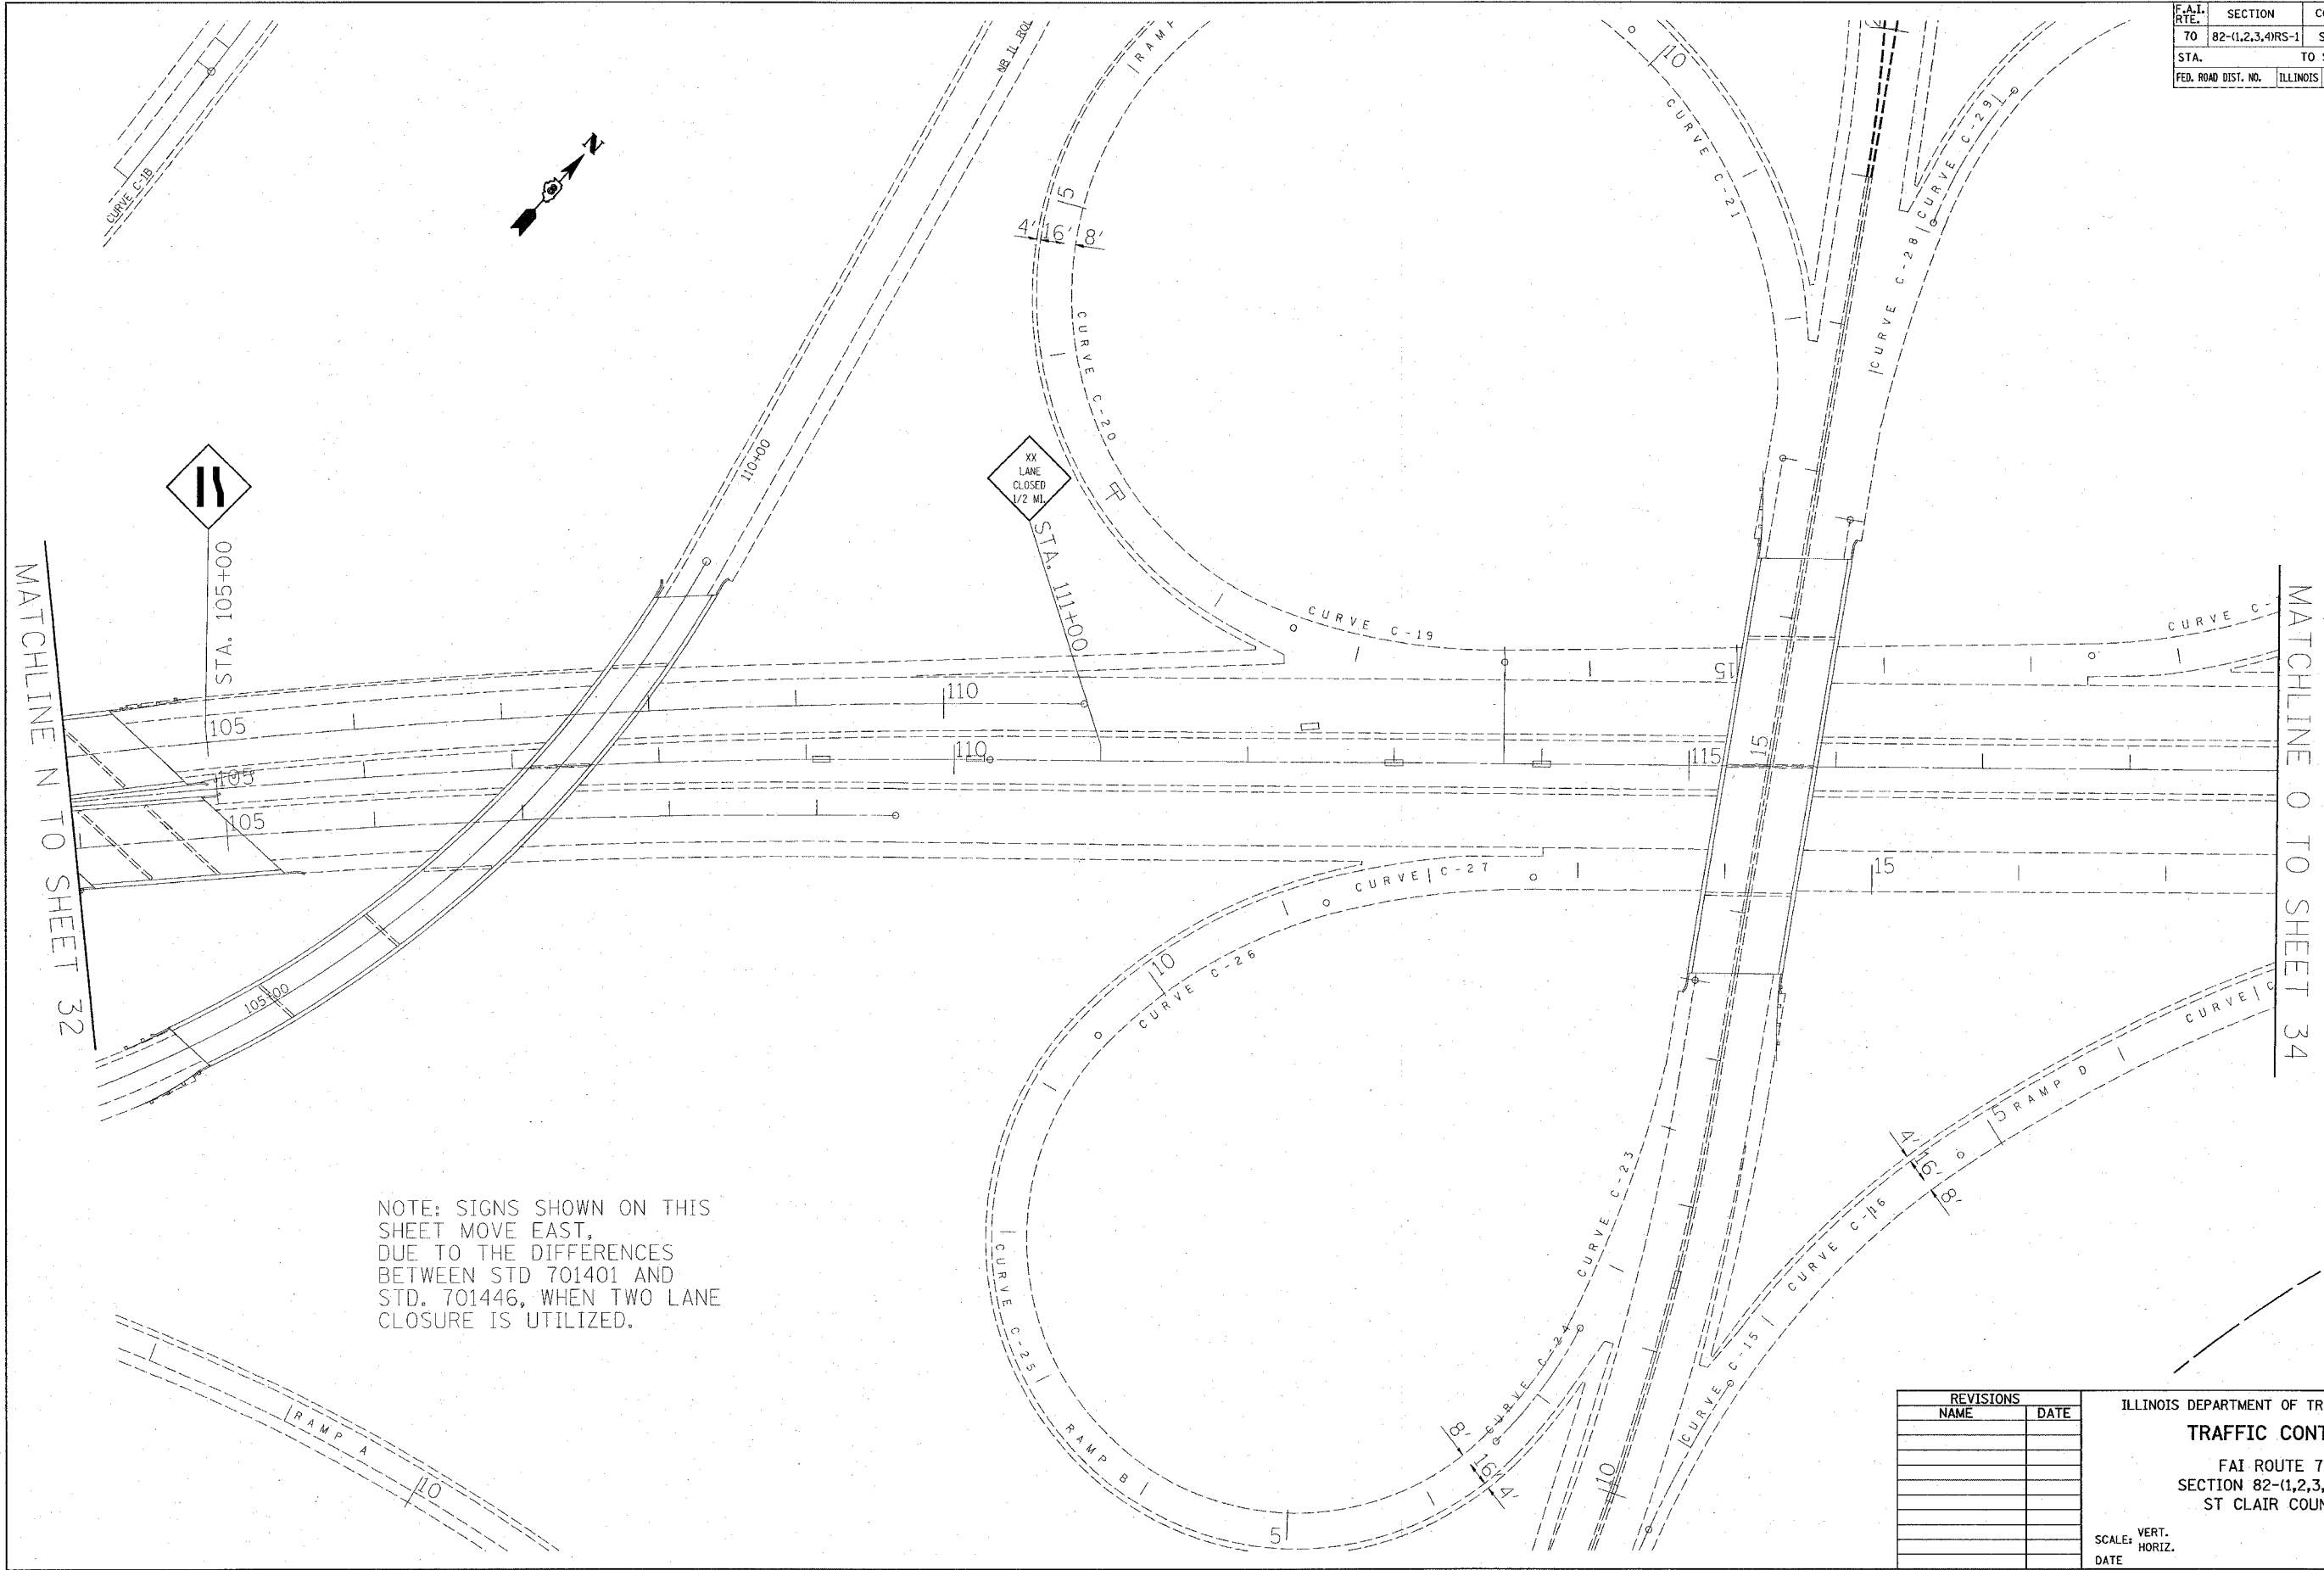 F.A.I. RTE.
SECTION
70
82-(1,2,3,4)RS-1
STA.
FED. ROAD DIST. NO.
ILLINOIS
NB IL
RAMP
10
CURVE C-21
CURVE C-29
CURVE C-28
CURVE C-18
N
5
4' 16' 8'
CURVE C-20
110+00
XX
LANE
CLOSED
1/2 MI.
STA. 105+00
STA. 111+00
MATCHLINE N TO SHEET 32
MATCHLINE O TO SHEET 34
CURVE C-19
CURVE C-
15
105
110
105
110
115
15
105
15
CURVE C-27
10
CURVE C-26
105+00
CURVE C
RAMP D
5
4'
16'
8'
CURVE C-23
CURVE C-16
NOTE: SIGNS SHOWN ON THIS
SHEET MOVE EAST,
DUE TO THE DIFFERENCES
BETWEEN STD 701401 AND
STD. 701446, WHEN TWO LANE
CLOSURE IS UTILIZED.
CURVE C-25
CURVE C-24
CURVE C-15
RAMP A
10
RAMP B
8'
16'
4'
10
5
REVISIONS
NAME
DATE
ILLINOIS DEPARTMENT OF TR
TRAFFIC CONT
FAI ROUTE 7
SECTION 82-(1,2,3,
ST CLAIR COUN
SCALE: VERT.
HORIZ.
DATE